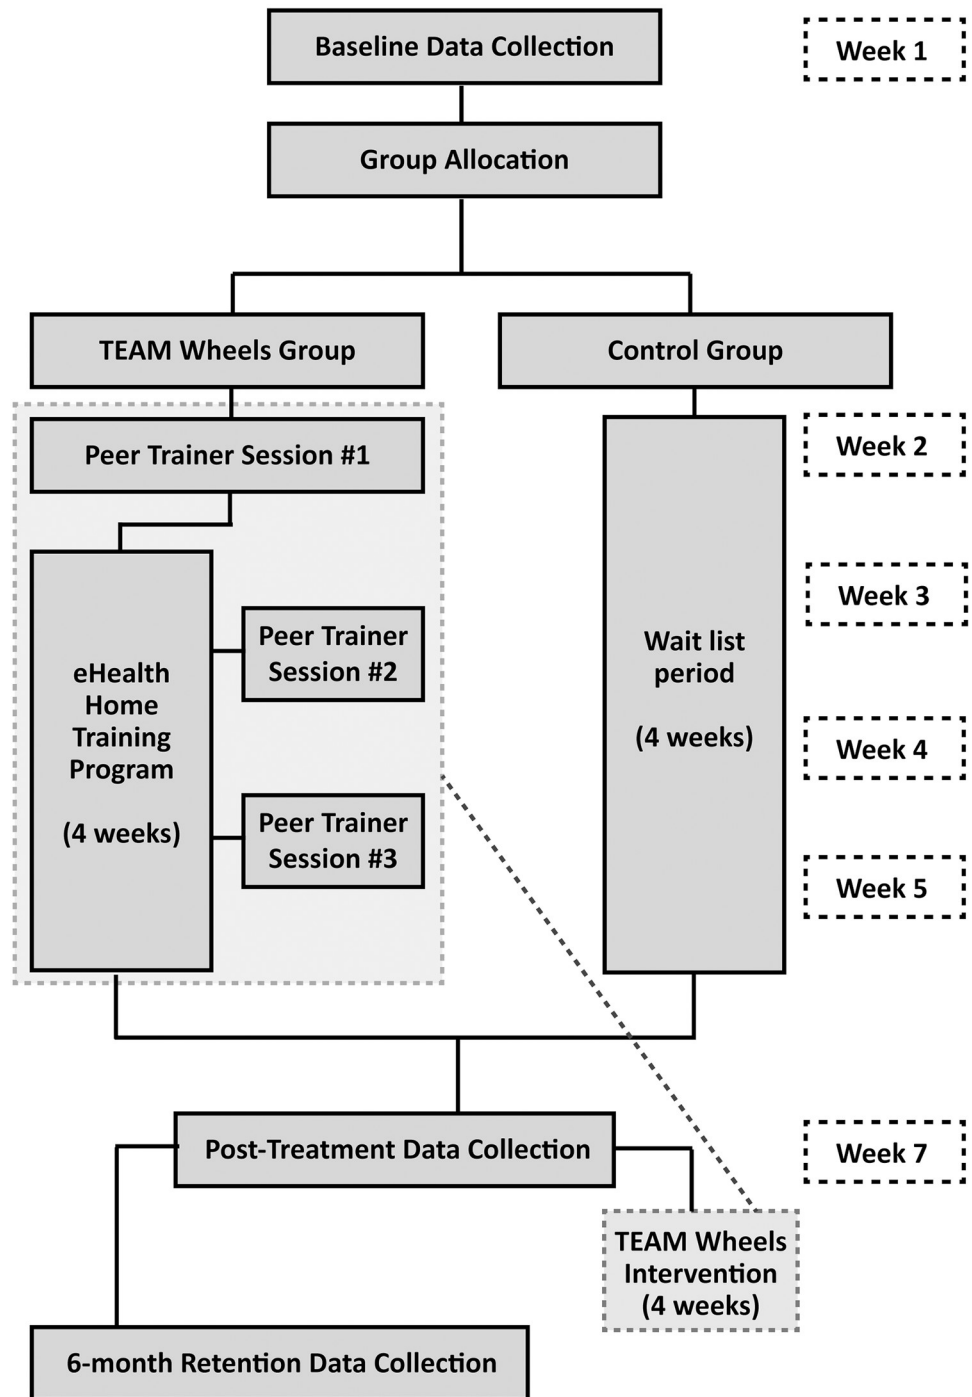 Baseline Data Collection
Week 1
Group Allocation
TEAM Wheels Group
Control Group
Peer Trainer Session #1
Week 2
eHealth
Home
Training
Program
(4 weeks)
Peer Trainer
Session #2
Peer Trainer
Session #3
Wait list
period
(4 weeks)
Week 3
Week 4
Week 5
Post-Treatment Data Collection
Week 7
TEAM Wheels
Intervention
(4 weeks)
6-month Retention Data Collection